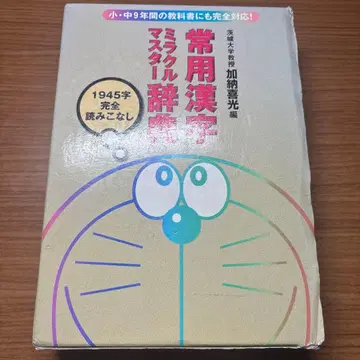 小・中9年間の教科書にも完全対応!
茨城大学教授 加納喜光 編
常用漢字
ミラクル
マスター辞典
1945字
完全
読みこなし